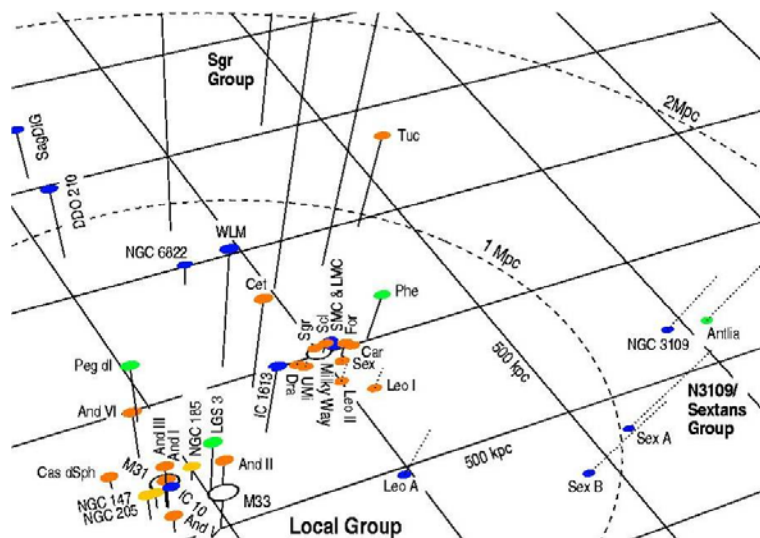 Sgr
Group
2Mpc
SagDIG
Tuc
DDO 210
WLM
NGC 6822
1 Mpc
Cet
SMC & LMC
Phe
Sgr
Scl
For
NGC 3109
Antlia
Car
Sex
Peg dI
IC 1613
Dra
UMi
Milky Way
Leo II
Leo I
500 kpc
N3109/
Sextans
Group
And VI
And III
And I
NGC 185
LGS 3
500 kpc
Sex A
M31
And II
Cas dSph
Leo A
Sex B
NGC 147
NGC 205
IC 10
M33
And V
Local Group